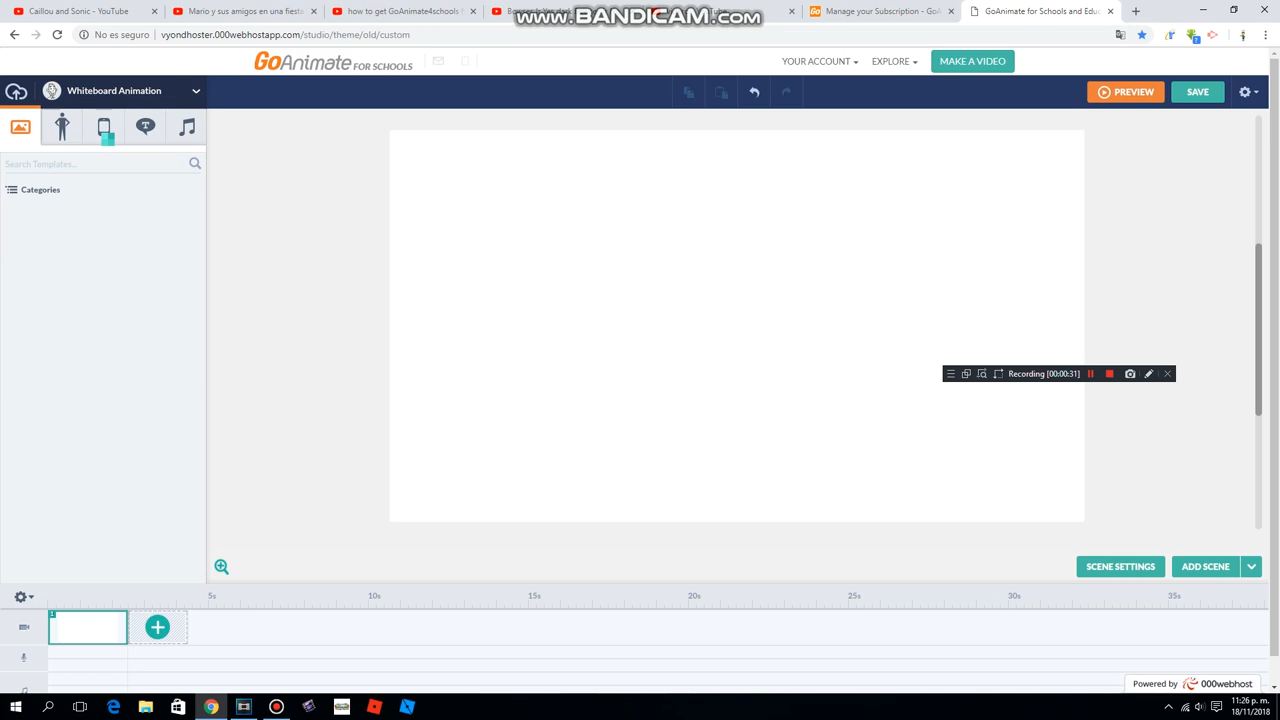 Caillou and Sonic - YouTube
Mario y sus amigos en una fiesta
how to get GoAnimate4schools
Manage your Subscription - GoA
GoAnimate for Schools and Educ
www.BANDICAM.com
No es seguro
vyondhoster.000webhostapp.com/studio/theme/old/custom
GoAnimate FOR SCHOOLS
YOUR ACCOUNT
EXPLORE
MAKE A VIDEO
Whiteboard Animation
PREVIEW
SAVE
T
Search Templates...
Categories
Recording [00:00:31]
SCENE SETTINGS
ADD SCENE
5s
10s
15s
20s
25s
30s
35s
1
Powered by 000webhost
11:26 p. m.
18/11/2018